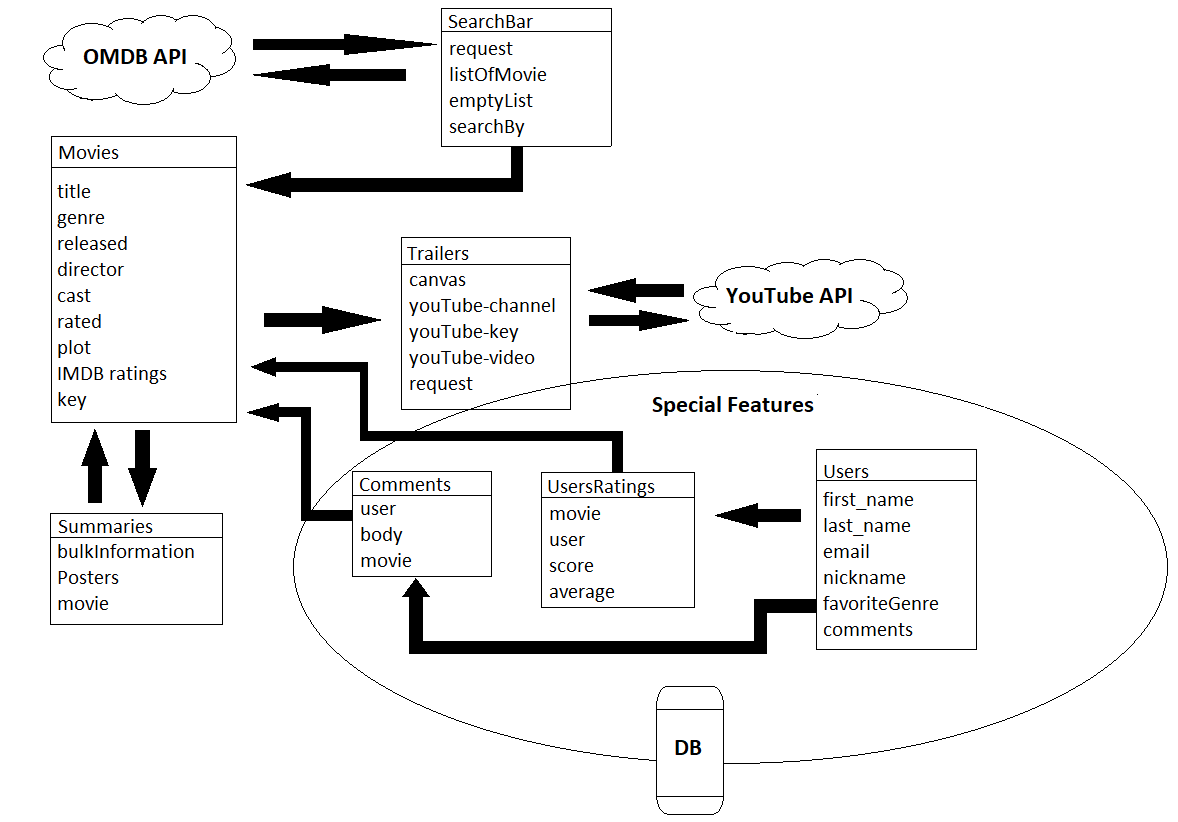 OMDB API
SearchBar
request
listOfMovie
emptyList
searchBy
Movies
title
genre
released
director
cast
rated
plot
IMDB ratings
key
Trailers
canvas
youTube-channel
youTube-key
youTube-video
request
YouTube API
Special Features
Summaries
bulkInformation
Posters
movie
Comments
user
body
movie
UsersRatings
movie
user
score
average
Users
first_name
last_name
email
nickname
favoriteGenre
comments
DB